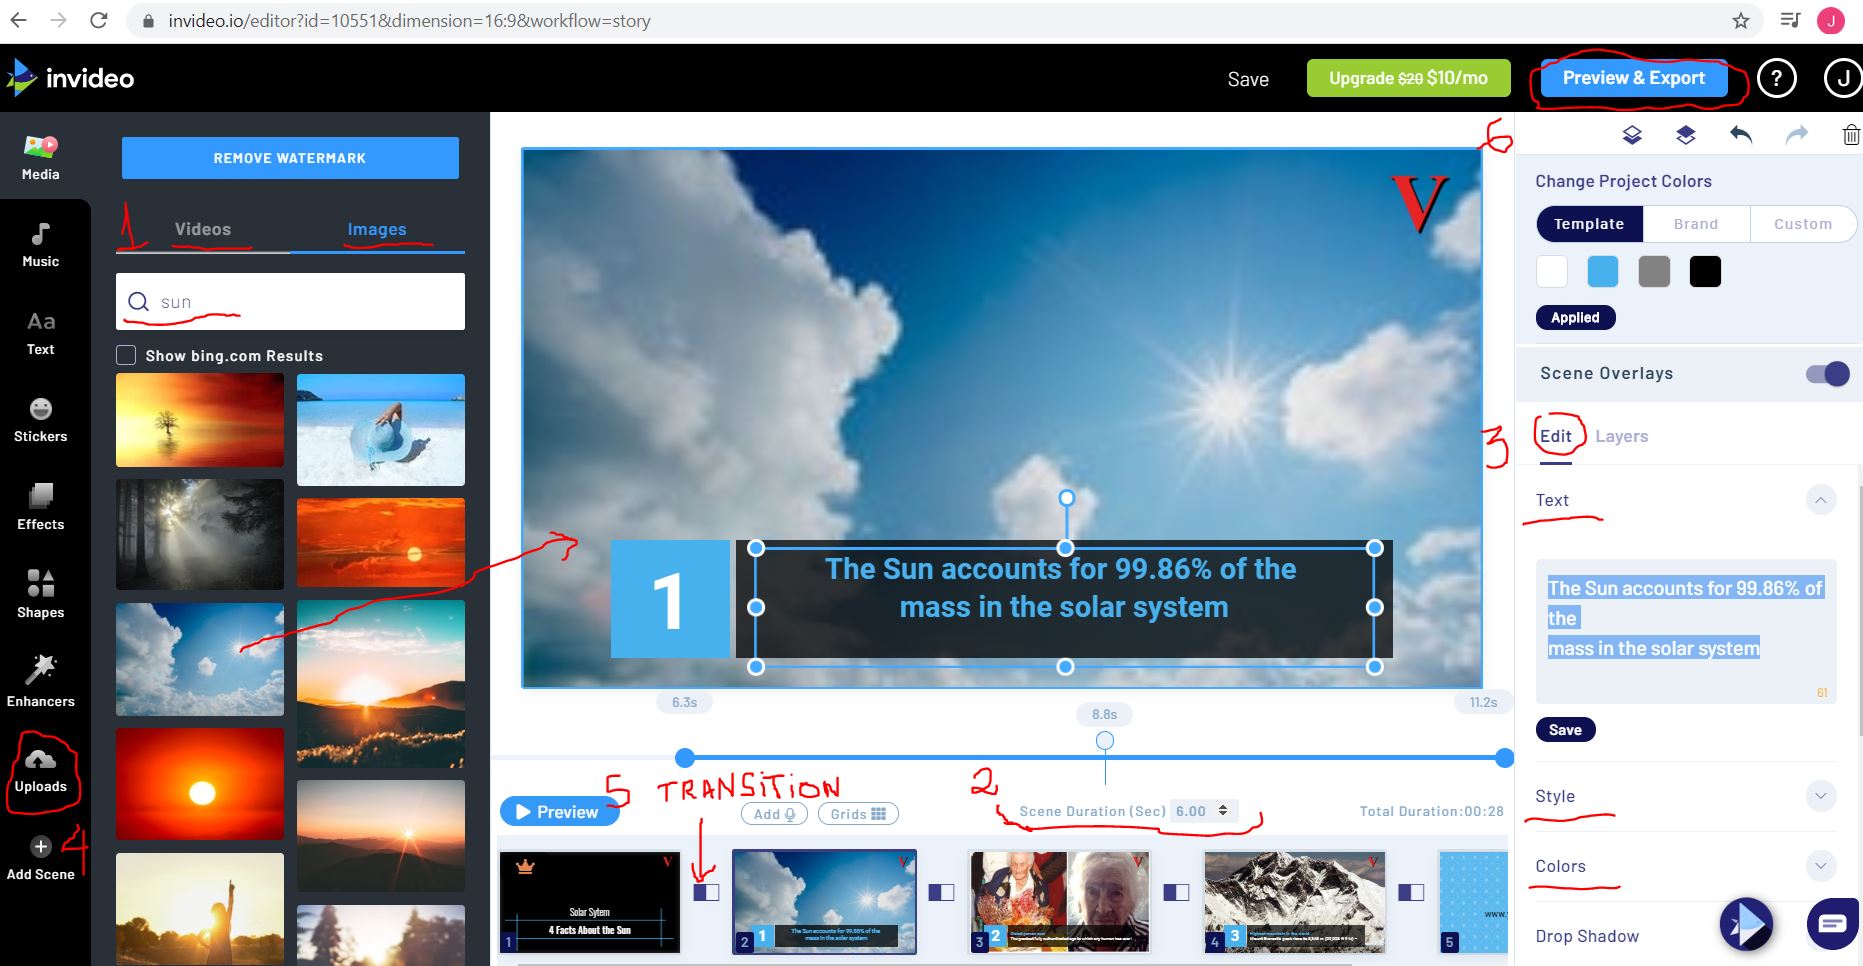 invideo.io/editor?id=10551&dimension=16:9&workflow=story
J
invideo
Save
Upgrade $20 $10/mo
Preview & Export
?
J
Media
Music
Aa
Text
Stickers
Effects
Shapes
Enhancers
Uploads
Add Scene
4
REMOVE WATERMARK
1
Videos
Images
sun
Show bing.com Results
6
V
1
The Sun accounts for 99.86% of the
mass in the solar system
6.3s
8.8s
11.2s
3
5 TRANSITION
2
Preview
Add
Grids
Scene Duration (Sec) 6.00
Total Duration:00:28
V
Solar Sytem
4 Facts About the Sun
1
V
1
The Sun accounts for 99.86% of the
mass in the solar system
2
V
2
3
V
3
4
www.
5
Change Project Colors
Template
Brand
Custom
Applied
Scene Overlays
Edit
Layers
Text
The Sun accounts for 99.86% of
the
mass in the solar system
61
Save
Style
Colors
Drop Shadow